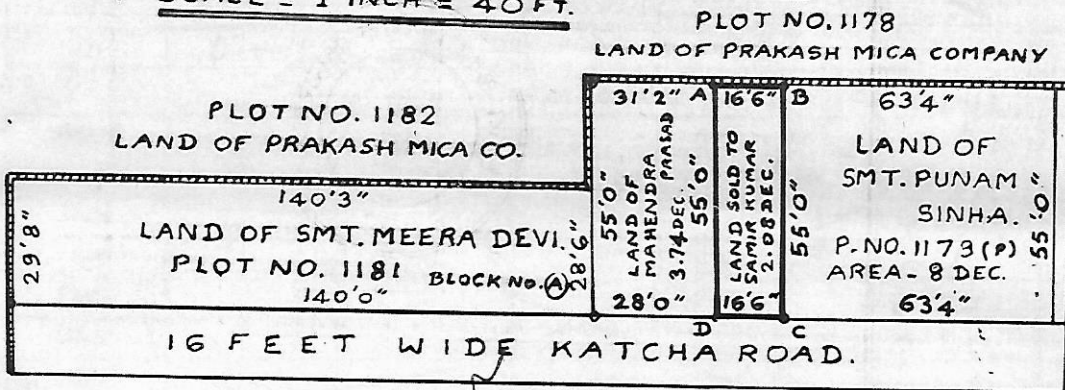 SCALE = 1 INCH = 40 FT.
PLOT NO. 1178
LAND OF PRAKASH MICA COMPANY
PLOT NO. 1182
LAND OF PRAKASH MICA CO.
31'2" A 16'6" B 63'4"
140'3"
29'8"
LAND OF SMT. MEERA DEVI.
PLOT NO. 1181 BLOCK NO. A
140'0"
28'6"
55'0"
LAND OF
MAHENDRA
PRASAD
3.74 DEC.
55'0"
28'0"
LAND SOLD TO
SAMIR KUMAR
2.08 DEC.
16'6"
55'0"
LAND OF
SMT. PUNAM
SINHA.
P. NO. 1173 (P)
AREA - 8 DEC.
63'4"
55'0"
D C
16 FEET WIDE KATCHA ROAD.